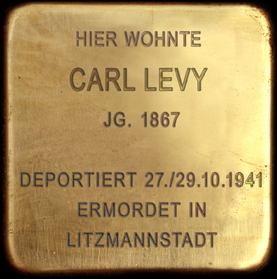 HIER WOHNTE
CARL LEVY
JG. 1867
DEPORTIERT 27./29.10.1941
ERMORDET IN
LITZMANNSTADT